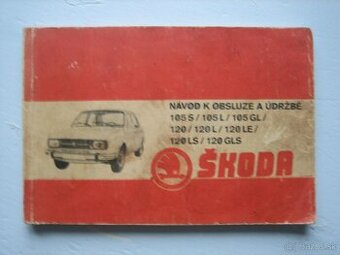 NÁVOD K OBSLUZE A ÚDRŽBĚ
105 S / 105 L / 105 GL /
120 / 120 L / 120 LE /
120 LS / 120 GLS
ŠKODA